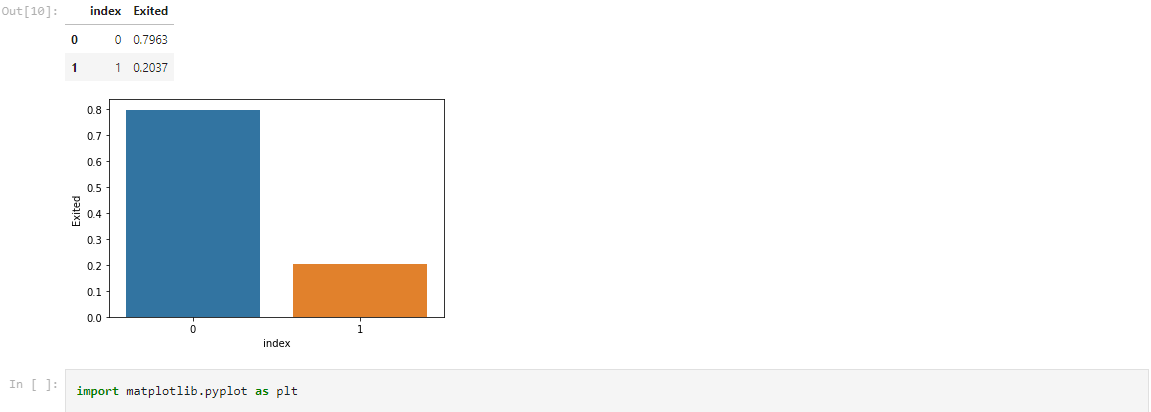 Out[10]:
index Exited
0 0 0.7963
1 1 0.2037
0.8
0.7
0.6
0.5
0.4
0.3
0.2
0.1
0.0
Exited
0 1
index
In [ ]:
import matplotlib.pyplot as plt